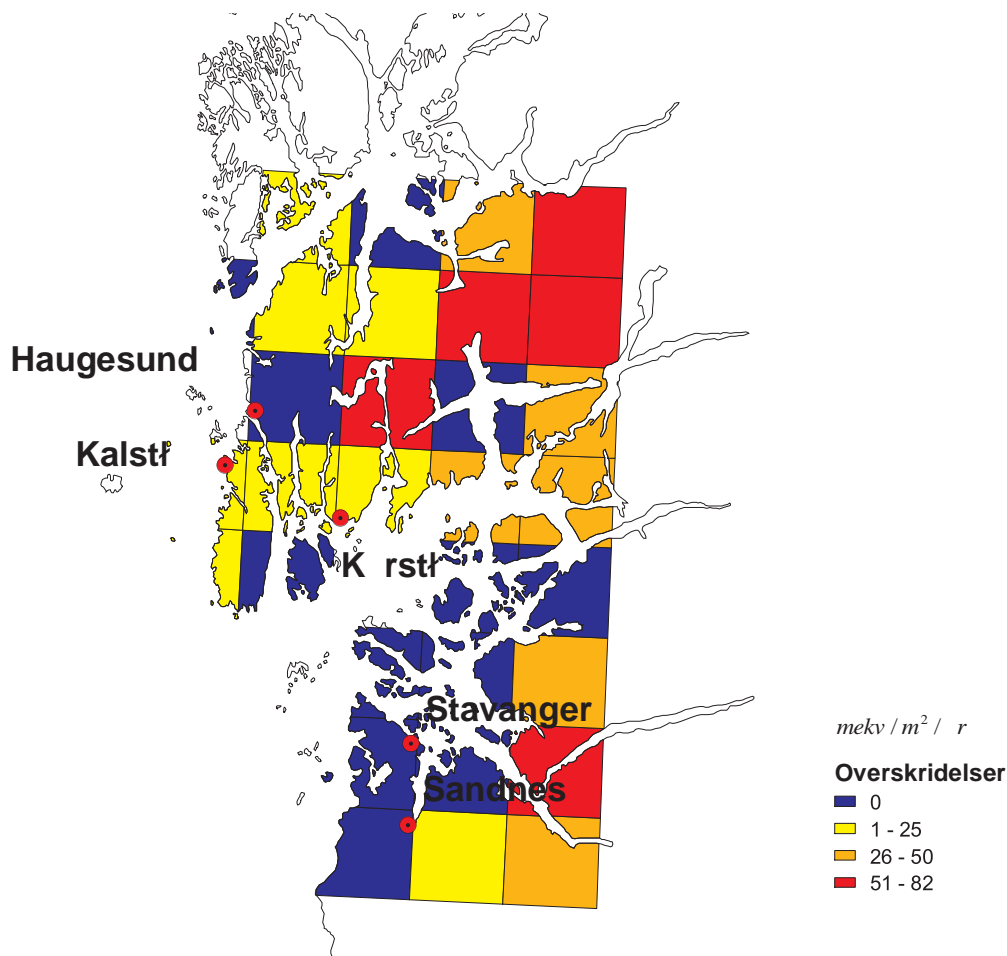 Haugesund
Kalstł
K rstł
Stavanger
Sandnes
mekv / m² / r
Overskridelser
0
1 - 25
26 - 50
51 - 82